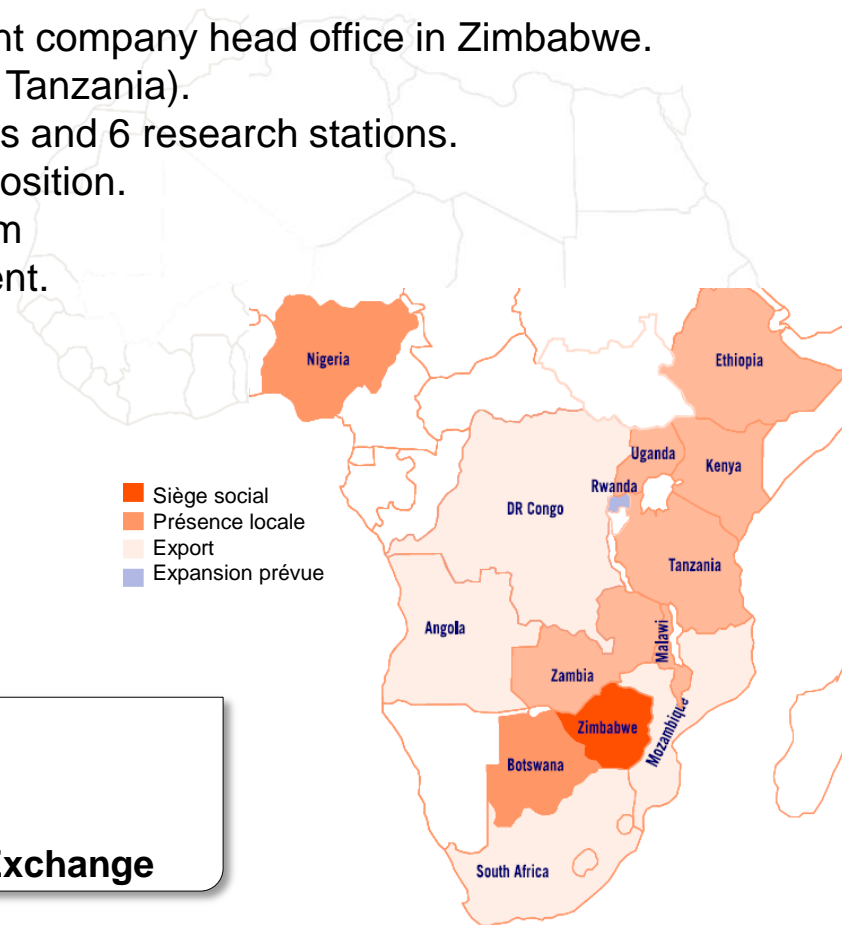 nt company head office in Zimbabwe.
Tanzania).
s and 6 research stations.
osition.
m
ent.
Nigeria
Ethiopia
Uganda
Kenya
Rwanda
DR Congo
Siège social
Présence locale
Export
Expansion prévue
Tanzania
Angola
Malawi
Zambia
Zimbabwe
Mozambique
Botswana
Exchange
South Africa